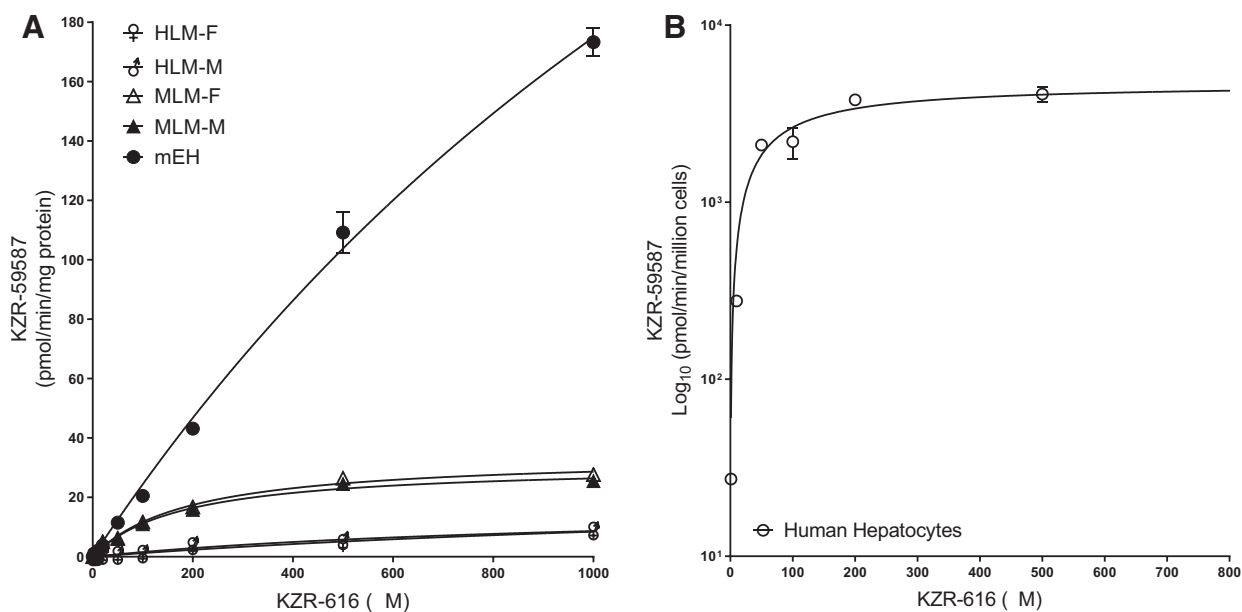 A
HLM-F
HLM-M
MLM-F
MLM-M
mEH
KZR-59587
(pmol/min/mg protein)
180
160
140
120
100
80
60
40
20
0
0 200 400 600 800 1000
KZR-616 ( M)
B
KZR-59587
Log10 (pmol/min/million cells)
10⁴
10³
10²
10¹
Human Hepatocytes
0 100 200 300 400 500 600 700 800
KZR-616 ( M)